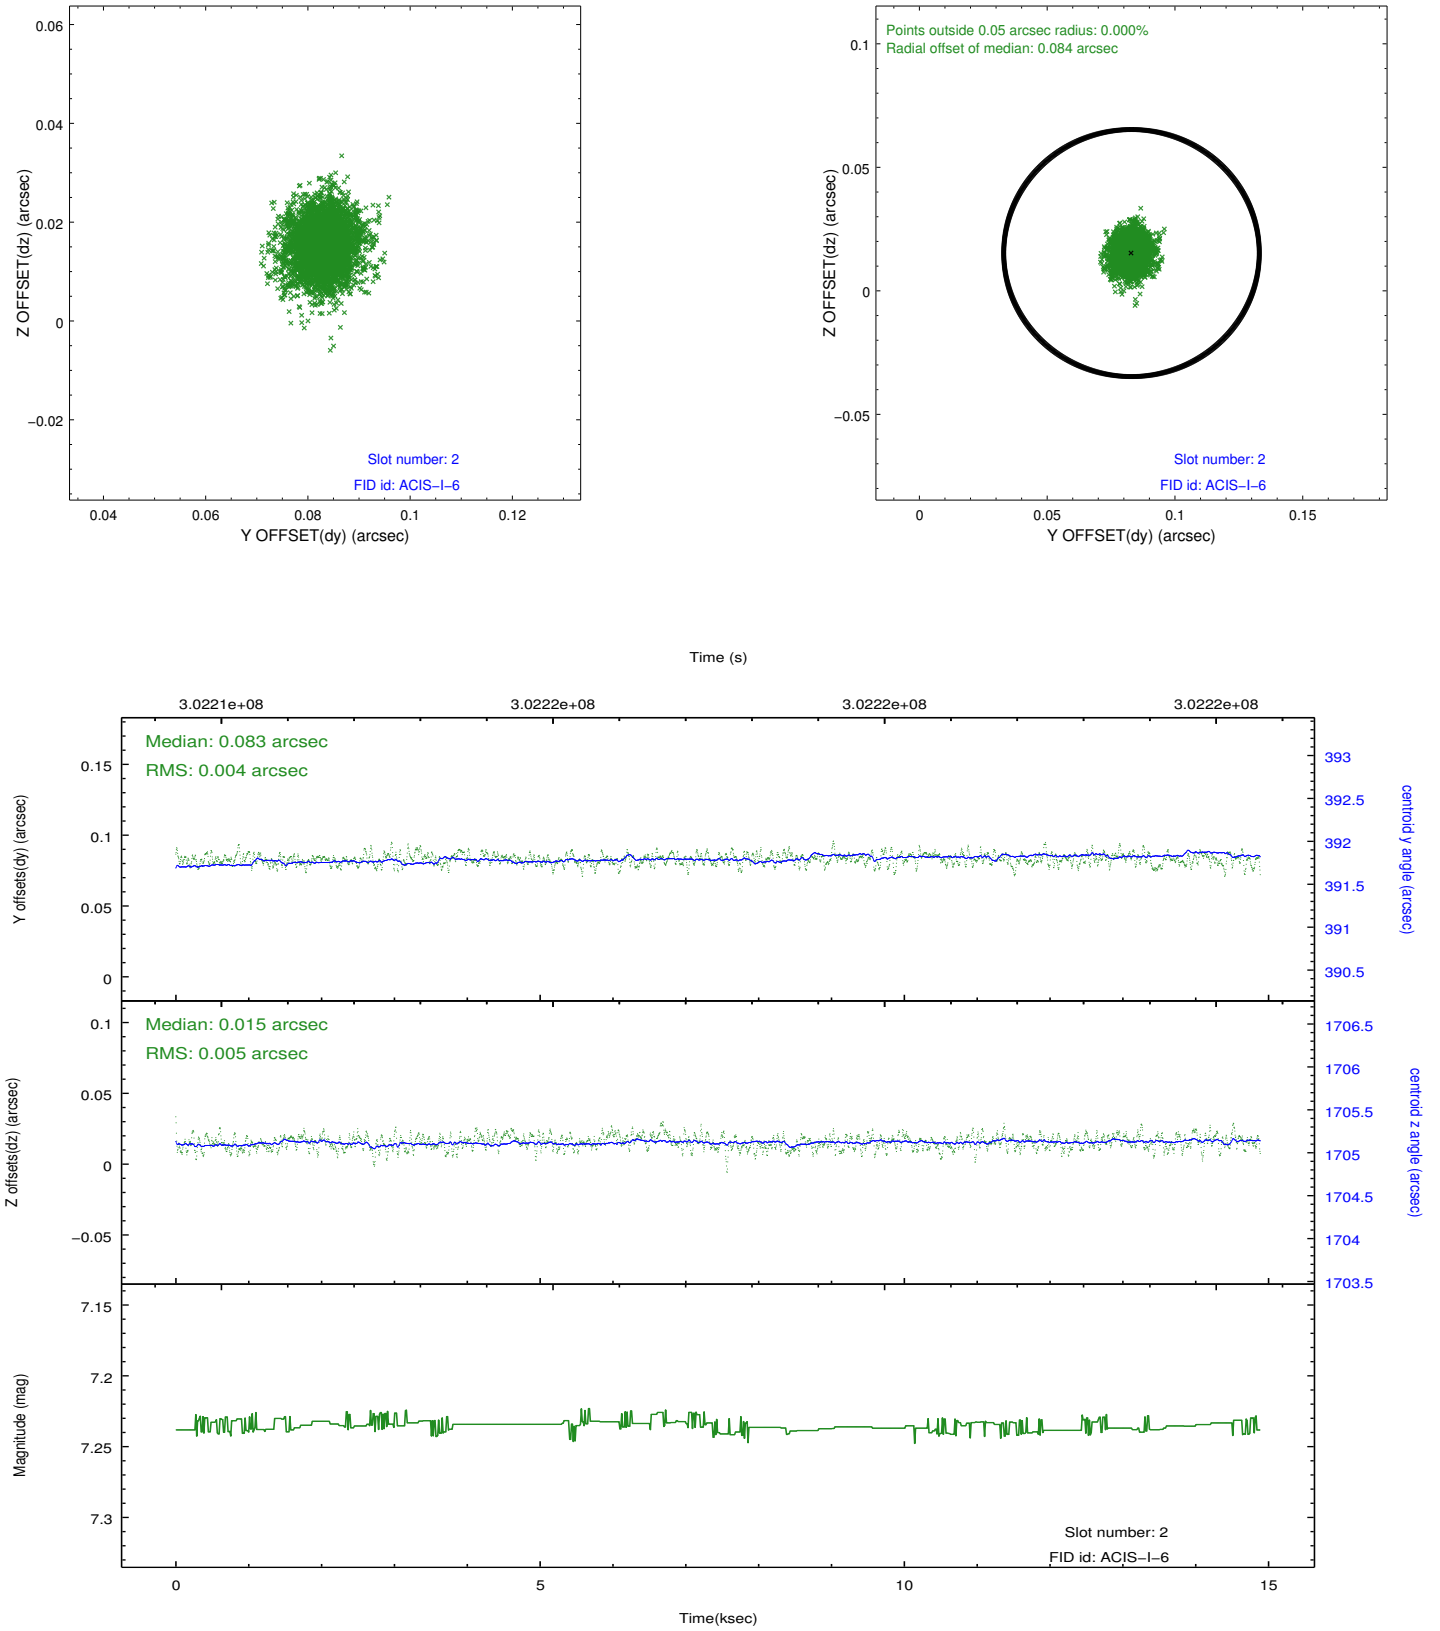 0.06
0.04
0.02
0
−0.02
Z OFFSET(dz) (arcsec)
Slot number: 2
FID id: ACIS−I−6
0.04
0.06
0.08
0.1
0.12
Y OFFSET(dy) (arcsec)
Points outside 0.05 arcsec radius: 0.000%
Radial offset of median: 0.084 arcsec
0.1
0.05
0
−0.05
Z OFFSET(dz) (arcsec)
Slot number: 2
FID id: ACIS−I−6
0
0.05
0.1
0.15
Y OFFSET(dy) (arcsec)
Time (s)
3.0221e+08
3.0222e+08
3.0222e+08
3.0222e+08
Median: 0.083 arcsec
RMS: 0.004 arcsec
0.15
0.1
0.05
0
Y offsets(dy) (arcsec)
393
392.5
392
391.5
391
390.5
centroid y angle (arcsec)
Median: 0.015 arcsec
RMS: 0.005 arcsec
0.1
0.05
0
−0.05
Z offsets(dz) (arcsec)
1706.5
1706
1705.5
1705
1704.5
1704
1703.5
centroid z angle (arcsec)
7.15
7.2
7.25
7.3
Magnitude (mag)
Slot number: 2
FID id: ACIS−I−6
0
5
10
15
Time(ksec)